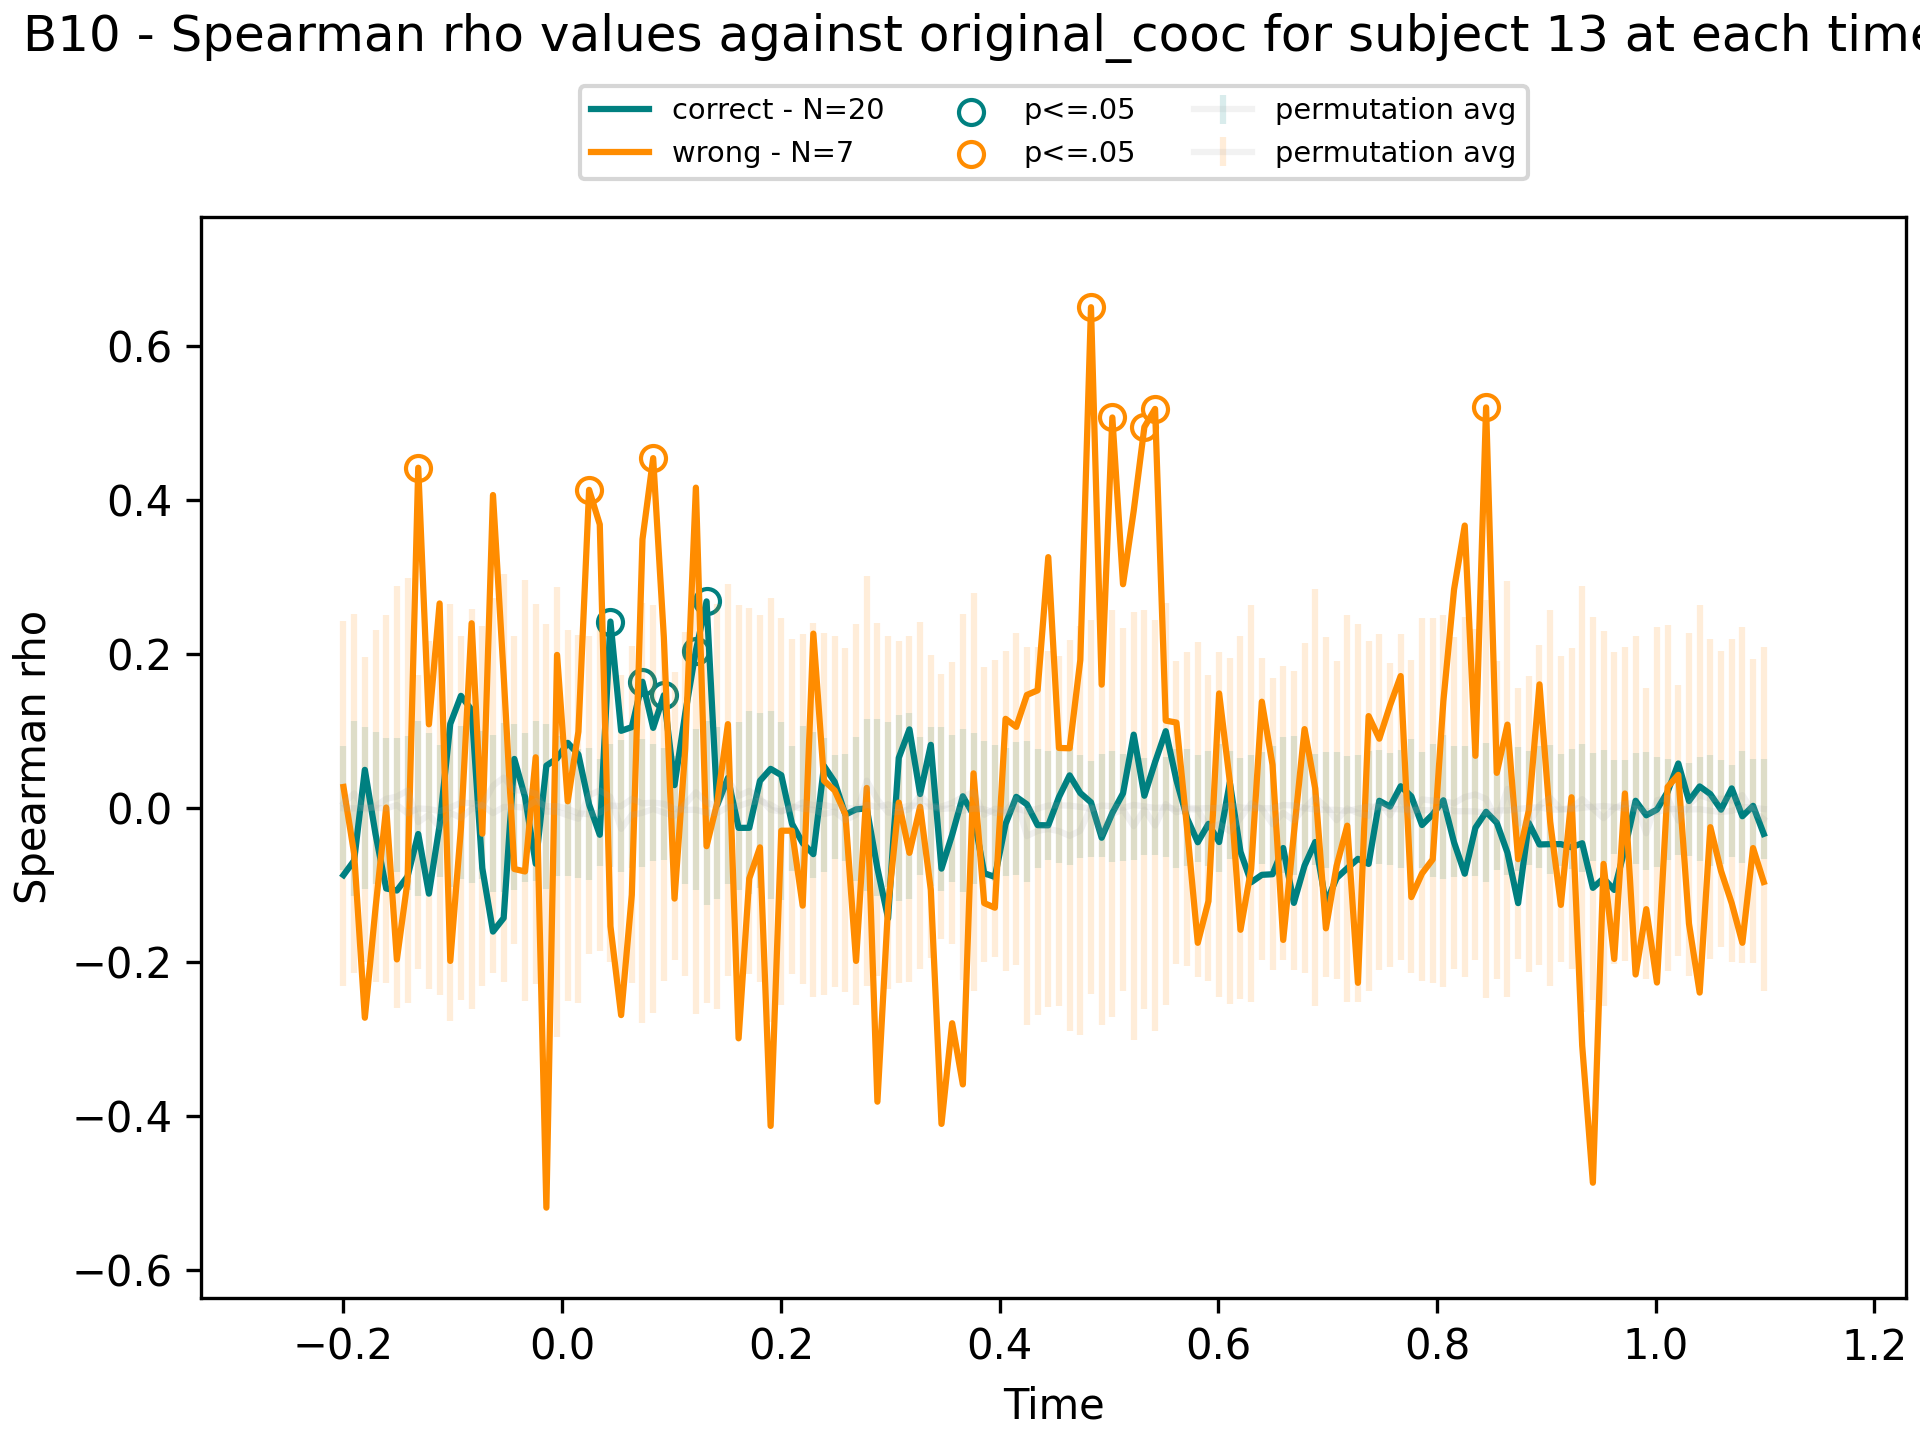 B10 - Spearman rho values against original_cooc for subject 13 at each time
correct - N=20
wrong - N=7
p<=.05
p<=.05
permutation avg
permutation avg
Spearman rho
0.6
0.4
0.2
0.0
−0.2
−0.4
−0.6
−0.2 0.0 0.2 0.4 0.6 0.8 1.0 1.2
Time